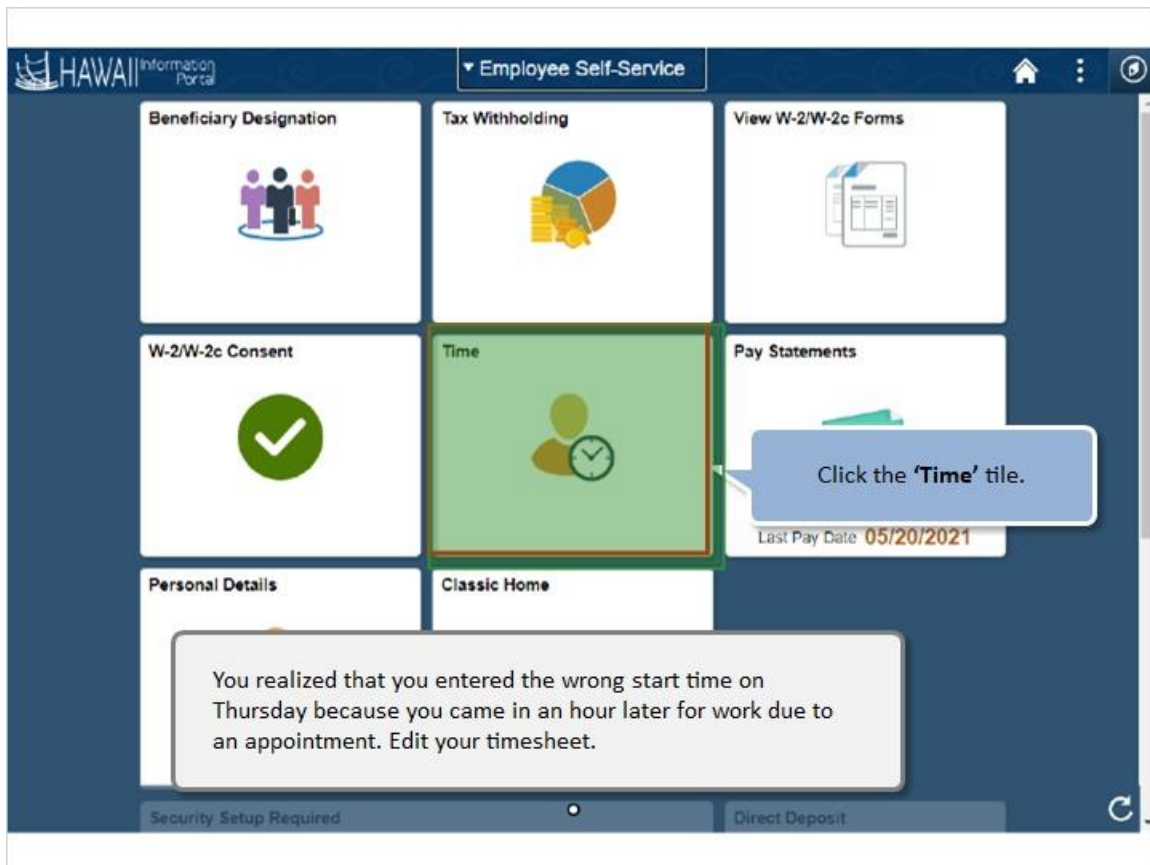 HAWAII Information Portal
Employee Self-Service
Beneficiary Designation
Tax Withholding
View W-2/W-2c Forms
W-2/W-2c Consent
Time
Pay Statements
Click the ‘Time’ tile.
Last Pay Date 05/20/2021
Personal Details
Classic Home
You realized that you entered the wrong start time on
Thursday because you came in an hour later for work due to
an appointment. Edit your timesheet.
Security Setup Required
Direct Deposit